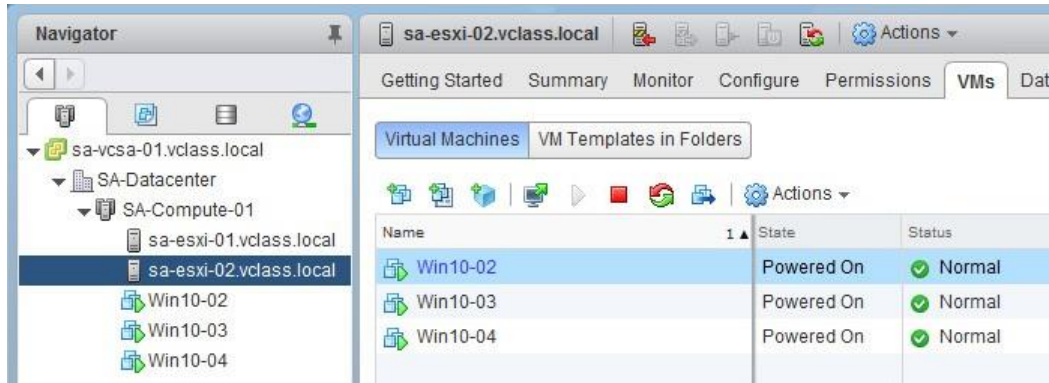 Navigator
sa-vcsa-01.vclass.local
SA-Datacenter
SA-Compute-01
sa-esxi-01.vclass.local
sa-esxi-02.vclass.local
Win10-02
Win10-03
Win10-04
sa-esxi-02.vclass.local Actions
Getting Started Summary Monitor Configure Permissions VMs Dat
Virtual Machines VM Templates in Folders
Actions
Name 1 State Status
Win10-02 Powered On Normal
Win10-03 Powered On Normal
Win10-04 Powered On Normal